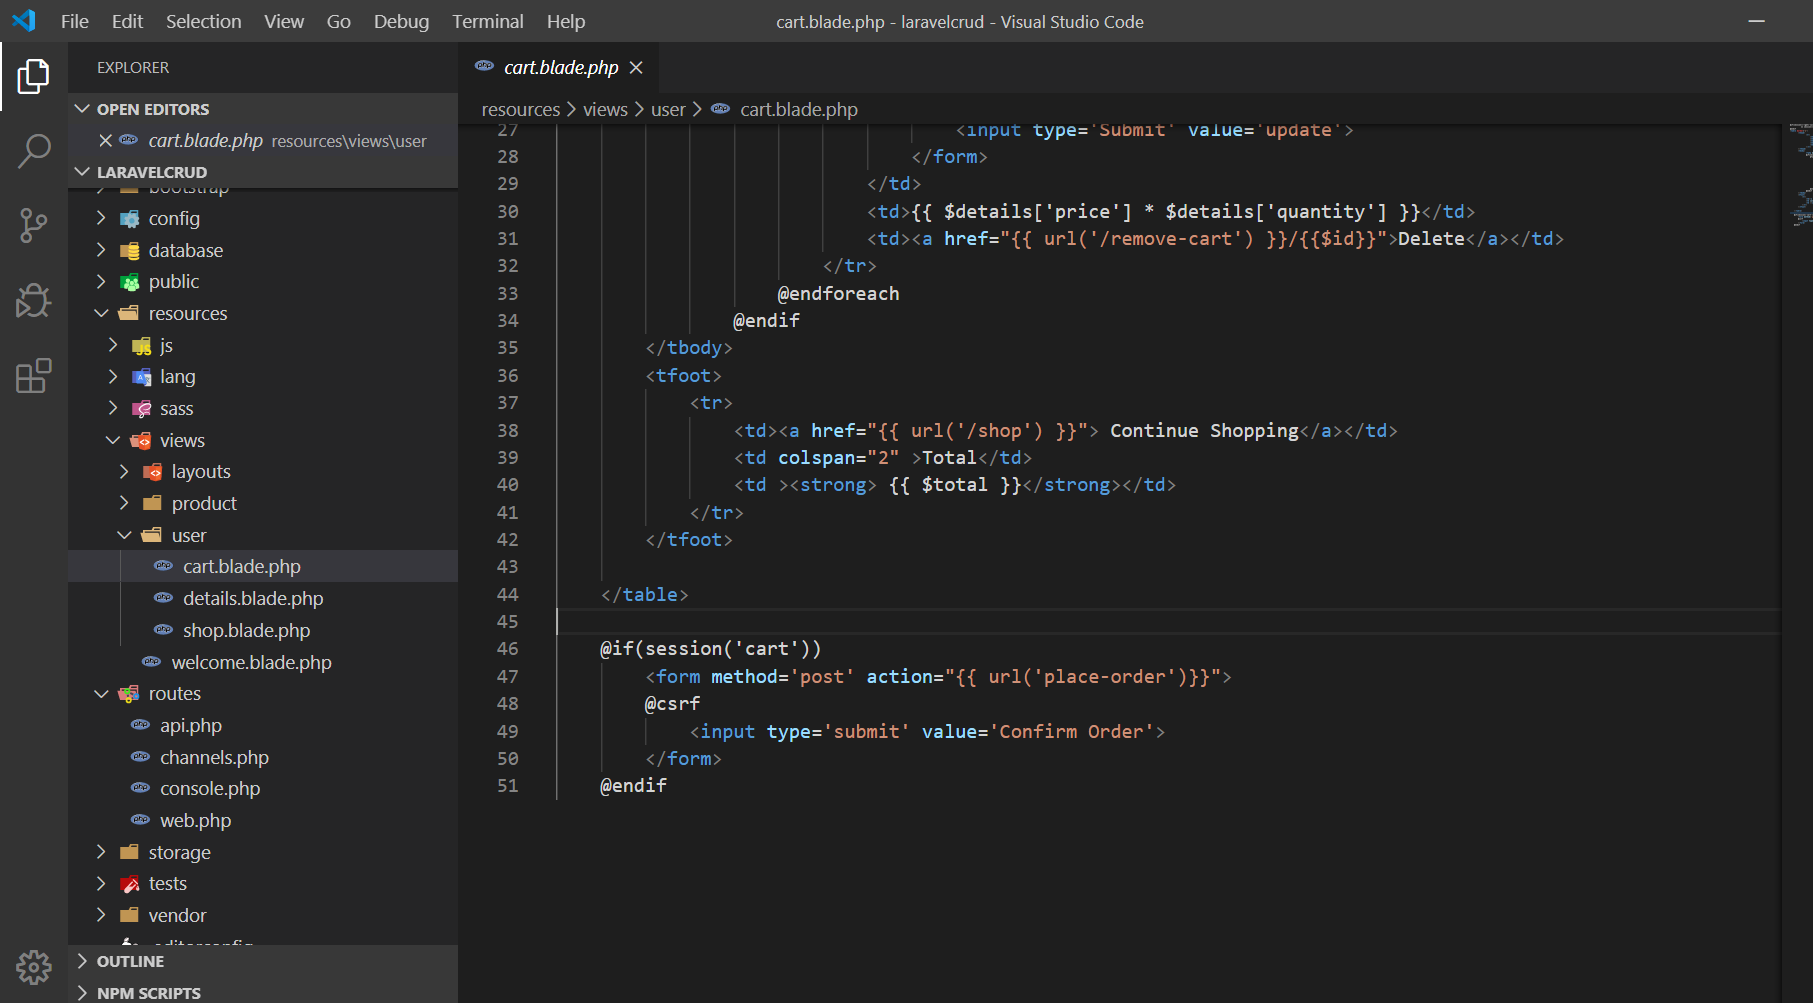 File Edit Selection View Go Debug Terminal Help
cart.blade.php - laravelcrud - Visual Studio Code
EXPLORER
OPEN EDITORS
cart.blade.php resources\views\user
LARAVELCRUD
bootstrap
config
database
public
resources
js
lang
sass
views
layouts
product
user
cart.blade.php
details.blade.php
shop.blade.php
welcome.blade.php
routes
api.php
channels.php
console.php
web.php
storage
tests
vendor
.editorconfig
OUTLINE
NPM SCRIPTS
cart.blade.php
resources > views > user > cart.blade.php
27 <input type='Submit' value='update'>
28 </form>
29 </td>
30 <td>{{ $details['price'] * $details['quantity'] }}</td>
31 <td><a href="{{ url('/remove-cart') }}/{{$id}}">Delete</a></td>
32 </tr>
33 @endforeach
34 @endif
35 </tbody>
36 <tfoot>
37 <tr>
38 <td><a href="{{ url('/shop') }}"> Continue Shopping</a></td>
39 <td colspan="2" >Total</td>
40 <td ><strong> {{ $total }}</strong></td>
41 </tr>
42 </tfoot>
43
44 </table>
45
46 @if(session('cart'))
47 <form method='post' action="{{ url('place-order')}}">
48 @csrf
49 <input type='submit' value='Confirm Order'>
50 </form>
51 @endif